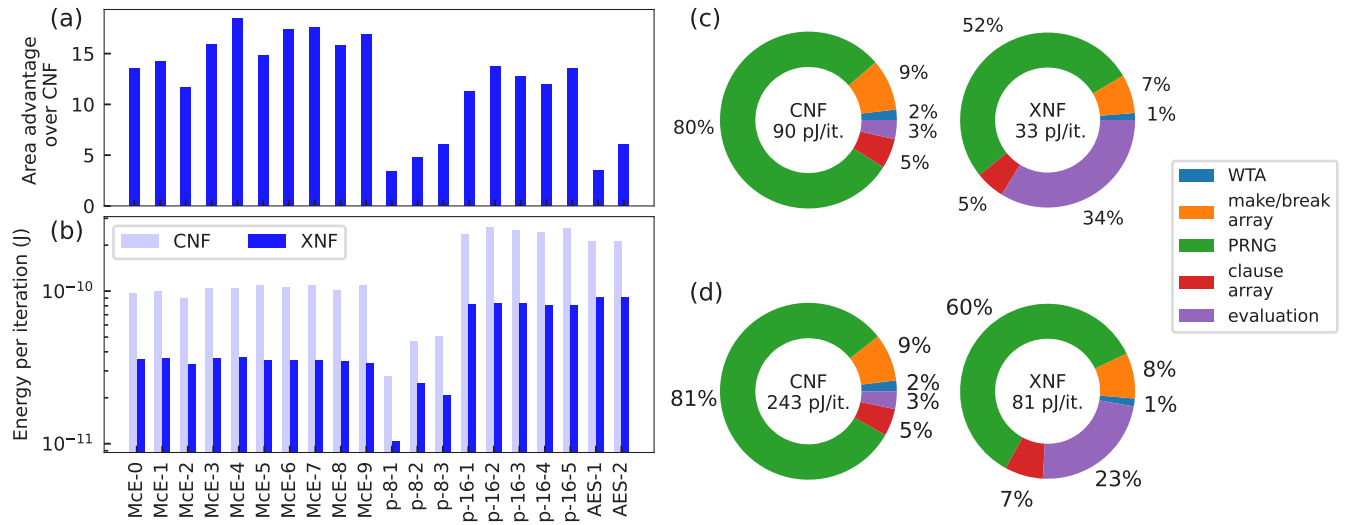 (a)
Area advantage
over CNF
15
10
5
0
(b)
Energy per iteration (J)
CNF
XNF
10⁻¹⁰
10⁻¹¹
McE-0
McE-1
McE-2
McE-3
McE-4
McE-5
McE-6
McE-7
McE-8
McE-9
p-8-1
p-8-2
p-8-3
p-16-1
p-16-2
p-16-3
p-16-4
p-16-5
AES-1
AES-2
(c)
CNF
90 pJ/it.
9%
2%
3%
5%
80%
52%
XNF
33 pJ/it.
7%
1%
34%
5%
(d)
CNF
243 pJ/it.
9%
2%
3%
5%
81%
60%
XNF
81 pJ/it.
8%
1%
23%
7%
WTA
make/break
array
PRNG
clause
array
evaluation